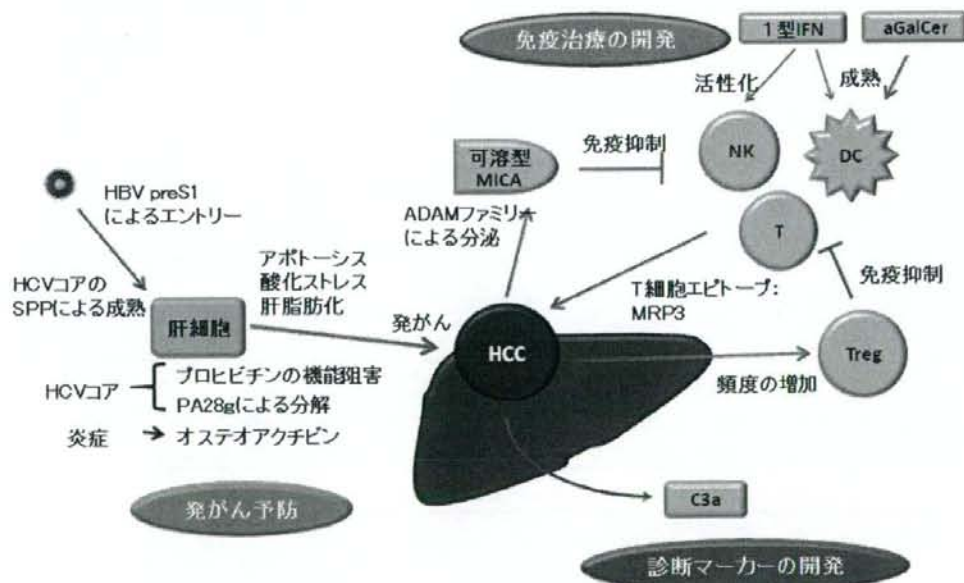 免疫治療の開発
1型IFN
aGalCer
活性化
成熟
可溶型
MICA
免疫抑制
NK
DC
HBV preS1
によるエントリー
ADAMファミリー
による分泌
T
HCVコアの
SPPによる成熟
アポトーシス
酸化ストレス
肝脂肪化
免疫抑制
T細胞エピトープ:
MRP3
肝細胞
発がん
HCC
Treg
頻度の増加
HCVコア
プロヒビチンの機能阻害
PA28gによる分解
炎症
オステオアクチビン
C3a
発がん予防
診断マーカーの開発